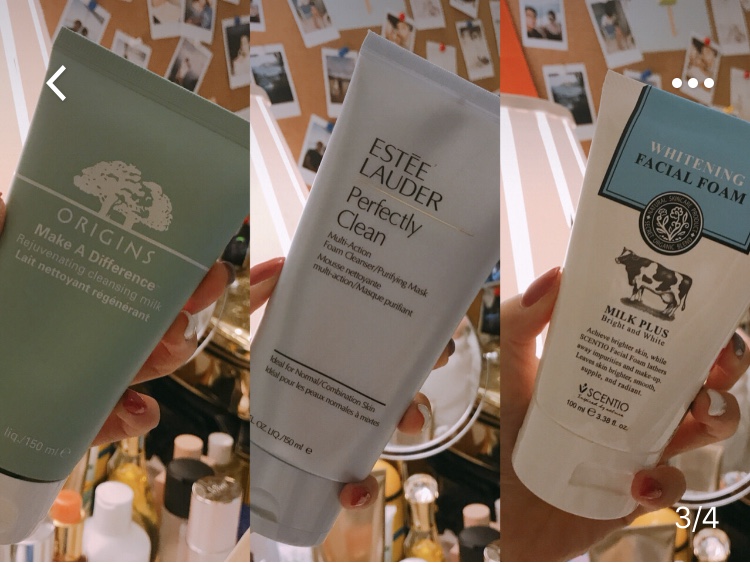 ORIGINS
Make A Difference
Rejuvenating cleansing milk
Lait nettoyant régénérant
liq./150 ml e
ESTĒE
LAUDER
Perfectly
Clean
Multi-Action
Foam Cleanser/Purifying Mask
Mousse nettoyante
multi-action/Masque purifiant
Ideal for Normal/Combination Skin
Idéal pour les peaux normales à mixtes
OZ. LIQ./150 ml e
WHITENING
FACIAL FOAM
MILK PLUS
Bright and White
Achieve brighter skin, while
SCENTIO Facial Foam lathers
away impurities and make-up.
Leaves skin brighter, smooth,
supple, and radiant.
SCENTIO
100 ml e 3.38 fl. oz.
3/4